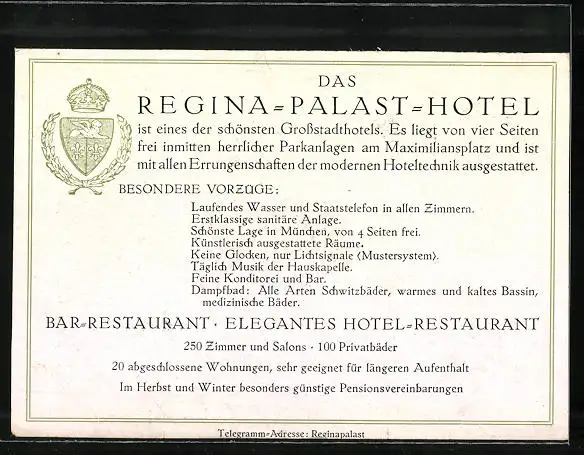 DAS
REGINA=PALAST=HOTEL
ist eines der schönsten Großstadthotels. Es liegt von vier Seiten
frei inmitten herrlicher Parkanlagen am Maximiliansplatz und ist
mit allen Errungenschaften der modernen Hoteltechnik ausgestattet.
BESONDERE VORZÜGE:
Laufendes Wasser und Staatstelefon in allen Zimmern.
Erstklassige sanitäre Anlage.
Schönste Lage in München, von 4 Seiten frei.
Künstlerisch ausgestattete Räume.
Keine Glocken, nur Lichtsignale (Mustersystem).
Täglich Musik der Hauskapelle.
Feine Konditorei und Bar.
Dampfbad: Alle Arten Schwitzbäder, warmes und kaltes Bassin,
medizinische Bäder.
BAR=RESTAURANT · ELEGANTES HOTEL=RESTAURANT
250 Zimmer und Salons · 100 Privatbäder
20 abgeschlossene Wohnungen, sehr geeignet für längeren Aufenthalt
Im Herbst und Winter besonders günstige Pensionsvereinbarungen
Telegramm=Adresse: Reginapalast